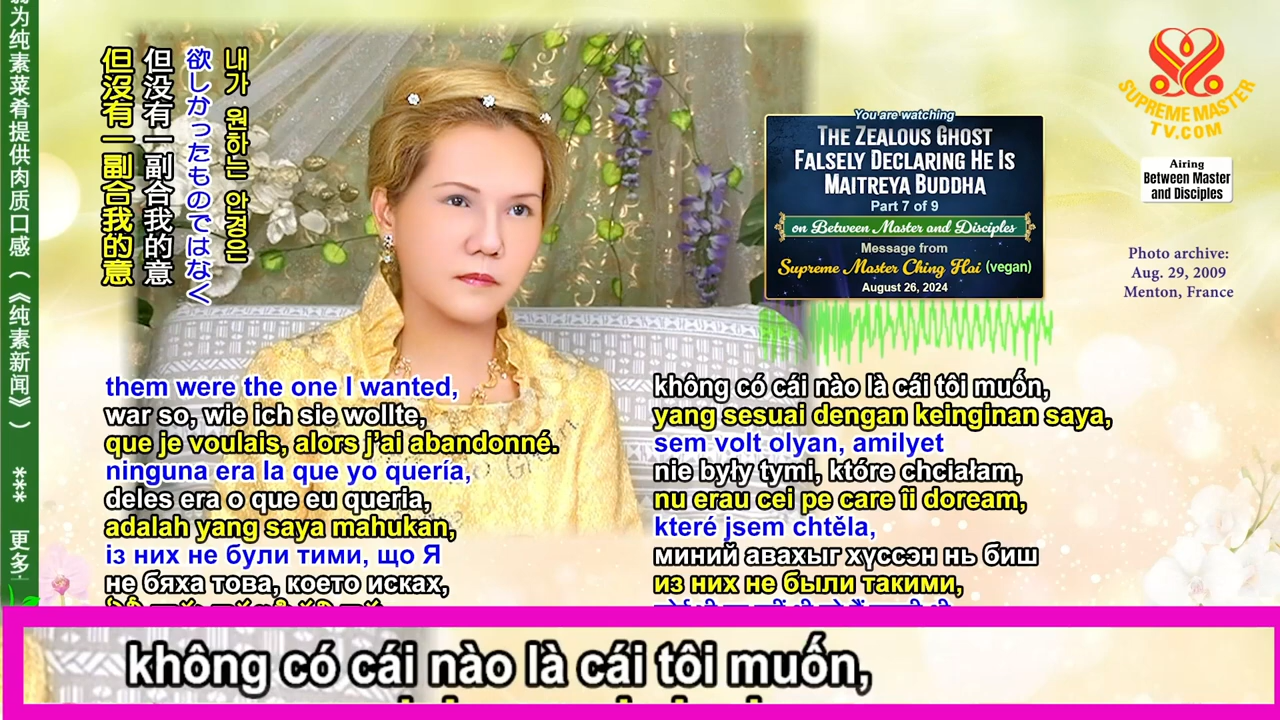 为纯素菜肴提供肉质口感（《纯素新闻》） *** 更多
但沒有一副合我的意
但没有一副合我的意
欲しかったものではなく
내가 원하는 안경은
You are watching
THE ZEALOUS GHOST
FALSELY DECLARING HE IS
MAITREYA BUDDHA
Part 7 of 9
on Between Master and Disciples
Message from
Supreme Master Ching Hai (vegan)
August 26, 2024
SUPREME MASTER
TV.COM
Airing
Between Master
and Disciples
Photo archive:
Aug. 29, 2009
Menton, France
them were the one I wanted,
war so, wie ich sie wollte,
que je voulais, alors j’ai abandonné.
ninguna era la que yo quería,
deles era o que eu queria,
adalah yang saya mahukan,
із них не були тими, що Я
не бяха това, което исках,
không có cái nào là cái tôi muốn,
yang sesuai dengan keinginan saya,
sem volt olyan, amilyet
nie były tymi, które chciałam,
nu erau cei pe care îi doream,
které jsem chtěla,
миний авахыг хүссэн нь биш
из них не были такими,
không có cái nào là cái tôi muốn,